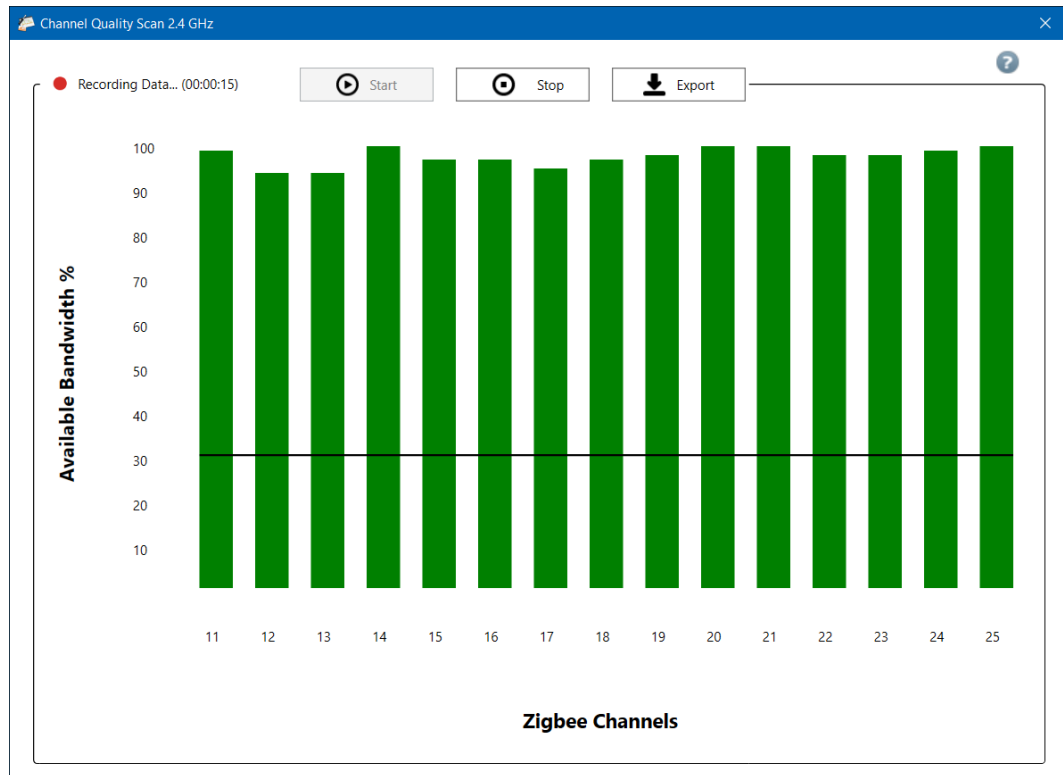 Channel Quality Scan 2.4 GHz
Recording Data... (00:00:15)
Start
Stop
Export
?
Available Bandwidth %
100
90
80
70
60
50
40
30
20
10
11 12 13 14 15 16 17 18 19 20 21 22 23 24 25
Zigbee Channels